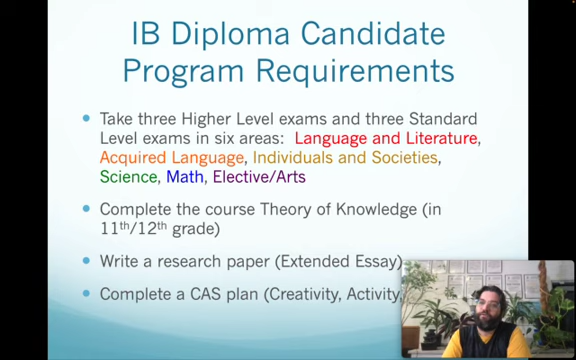 IB Diploma Candidate
Program Requirements
Take three Higher Level exams and three Standard
Level exams in six areas: Language and Literature,
Acquired Language, Individuals and Societies,
Science, Math, Elective/Arts
Complete the course Theory of Knowledge (in
11th/12th grade)
Write a research paper (Extended Essay)
Complete a CAS plan (Creativity, Activity,